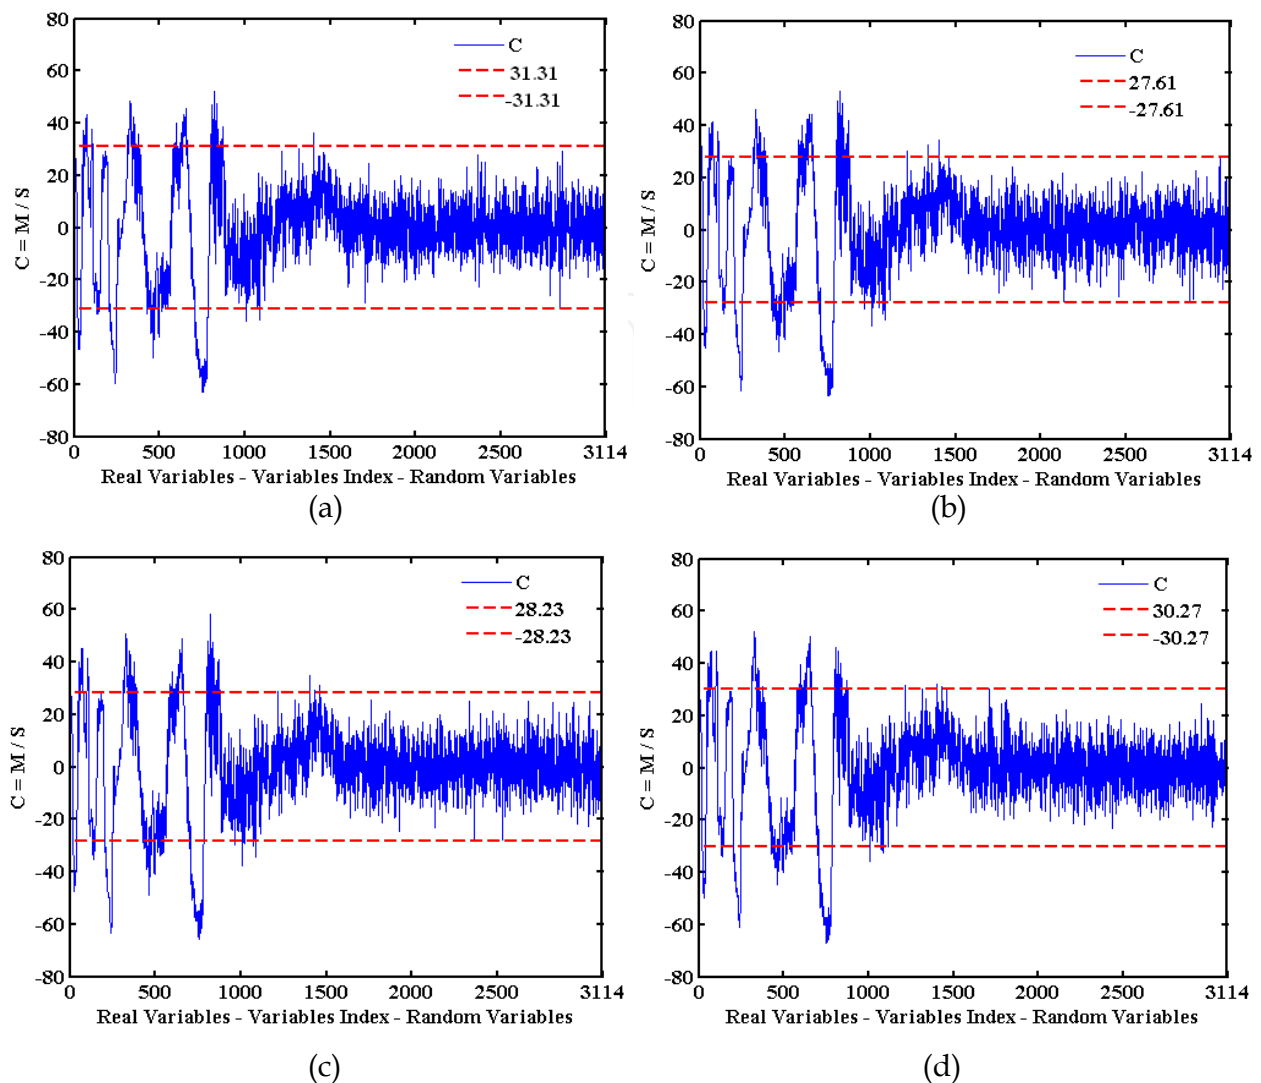 80
60
40
20
0
-20
-40
-60
-80
C = M / S
C
31.31
-31.31
0 500 1000 1500 2000 2500 3114
Real Variables - Variables Index - Random Variables
(a)
80
60
40
20
0
-20
-40
-60
-80
C = M / S
C
27.61
-27.61
0 500 1000 1500 2000 2500 3114
Real Variables - Variables Index - Random Variables
(b)
80
60
40
20
0
-20
-40
-60
-80
C = M / S
C
28.23
-28.23
0 500 1000 1500 2000 2500 3114
Real Variables - Variables Index - Random Variables
(c)
80
60
40
20
0
-20
-40
-60
-80
C = M / S
C
30.27
-30.27
0 500 1000 1500 2000 2500 3114
Real Variables - Variables Index - Random Variables
(d)